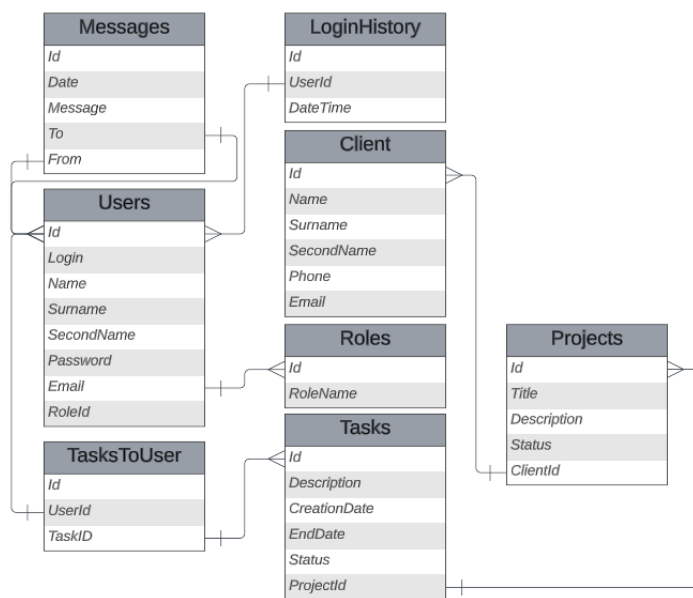 Messages
Id
Date
Message
To
From
LoginHistory
Id
UserId
DateTime
Client
Id
Name
Surname
SecondName
Phone
Email
Users
Id
Login
Name
Surname
SecondName
Password
Email
RoleId
Roles
Id
RoleName
Projects
Id
Title
Description
Status
ClientId
TasksToUser
Id
UserId
TaskID
Tasks
Id
Description
CreationDate
EndDate
Status
ProjectId